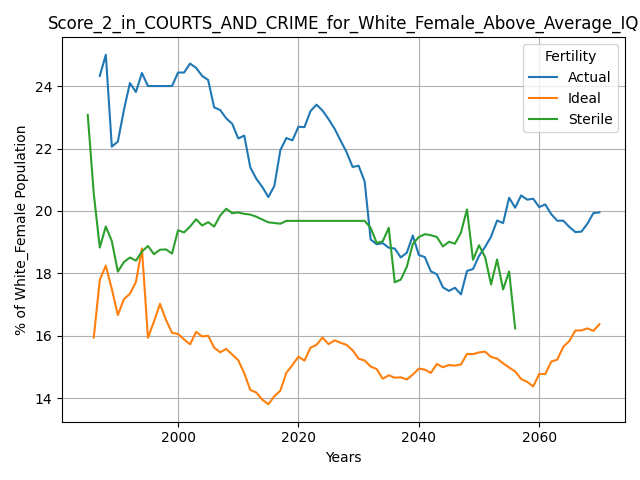 Score_2_in_COURTS_AND_CRIME_for_White_Female_Above_Average_IQ
Fertility
Actual
Ideal
Sterile
% of White_Female Population
24
22
20
18
16
14
2000
2020
2040
2060
Years